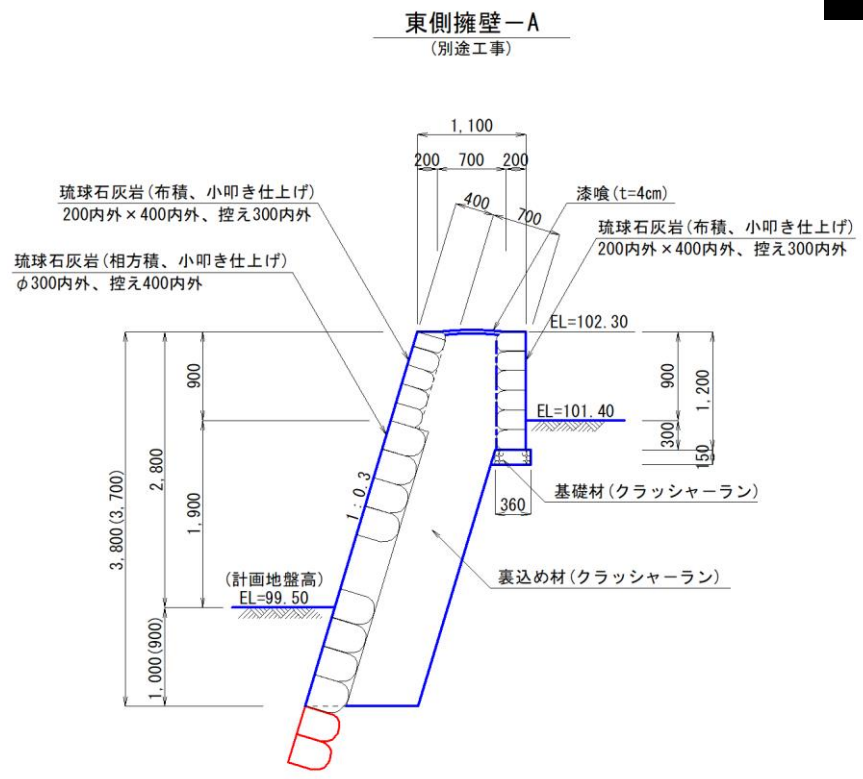 東側擁壁－A
(別途工事)
1,100
200 700 200
400 700
琉球石灰岩(布積、小叩き仕上げ)
200内外×400内外、控え300内外
漆喰(t=4cm)
琉球石灰岩(布積、小叩き仕上げ)
200内外×400内外、控え300内外
琉球石灰岩(相方積、小叩き仕上げ)
φ300内外、控え400内外
EL=102.30
900
900
1,200
EL=101.40
300
150
2,800
3,800(3,700)
1,900
1:0.3
360
基礎材(クラッシャーラン)
裏込め材(クラッシャーラン)
(計画地盤高)
EL=99.50
1,000(900)